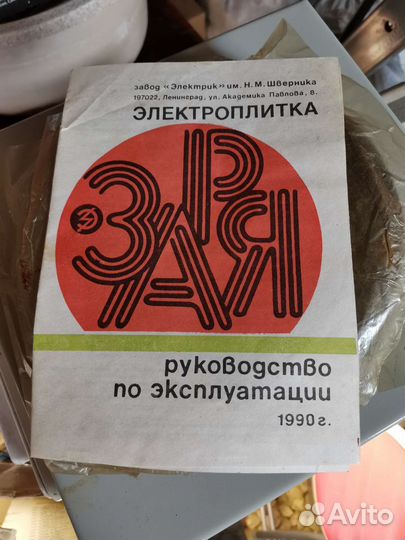 завод «Электрик» им. Н. М. Шверника
197022, Ленинград, ул. Академика Павлова, 8.
ЭЛЕКТРОПЛИТКА
ЗАРЯ
руководство
по эксплуатации
1990 г.
Avito